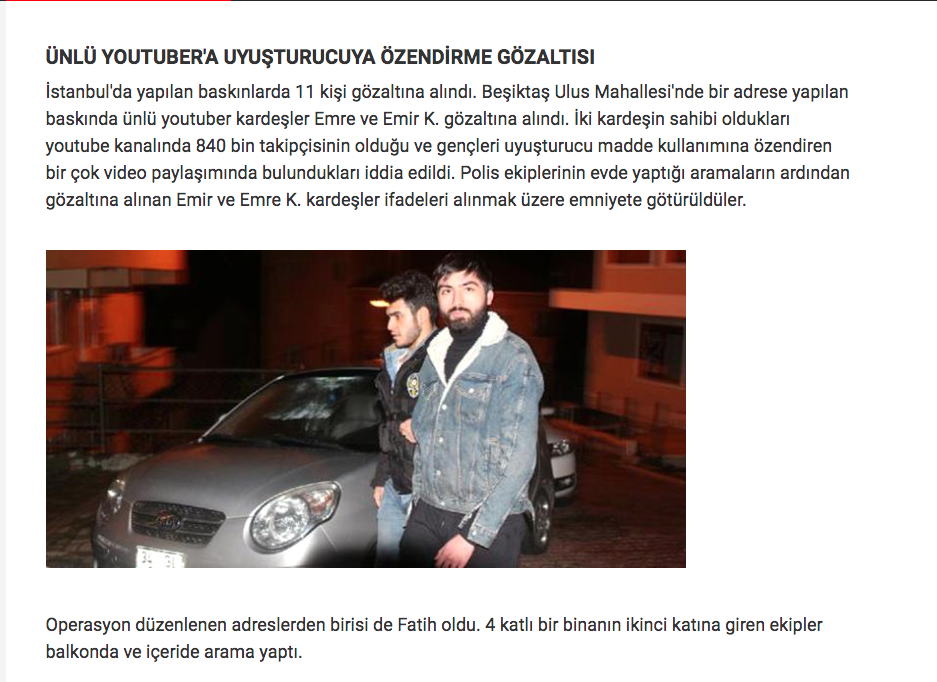 ÜNLÜ YOUTUBER'A UYUŞTURUCUYA ÖZENDİRME GÖZALTISI
İstanbul'da yapılan baskınlarda 11 kişi gözaltına alındı. Beşiktaş Ulus Mahallesi'nde bir adrese yapılan
baskında ünlü youtuber kardeşler Emre ve Emir K. gözaltına alındı. İki kardeşin sahibi oldukları
youtube kanalında 840 bin takipçisinin olduğu ve gençleri uyuşturucu madde kullanımına özendiren
bir çok video paylaşımında bulundukları iddia edildi. Polis ekiplerinin evde yaptığı aramaların ardından
gözaltına alınan Emir ve Emre K. kardeşler ifadeleri alınmak üzere emniyete götürüldüler.
Operasyon düzenlenen adreslerden birisi de Fatih oldu. 4 katlı bir binanın ikinci katına giren ekipler
balkonda ve içeride arama yaptı.